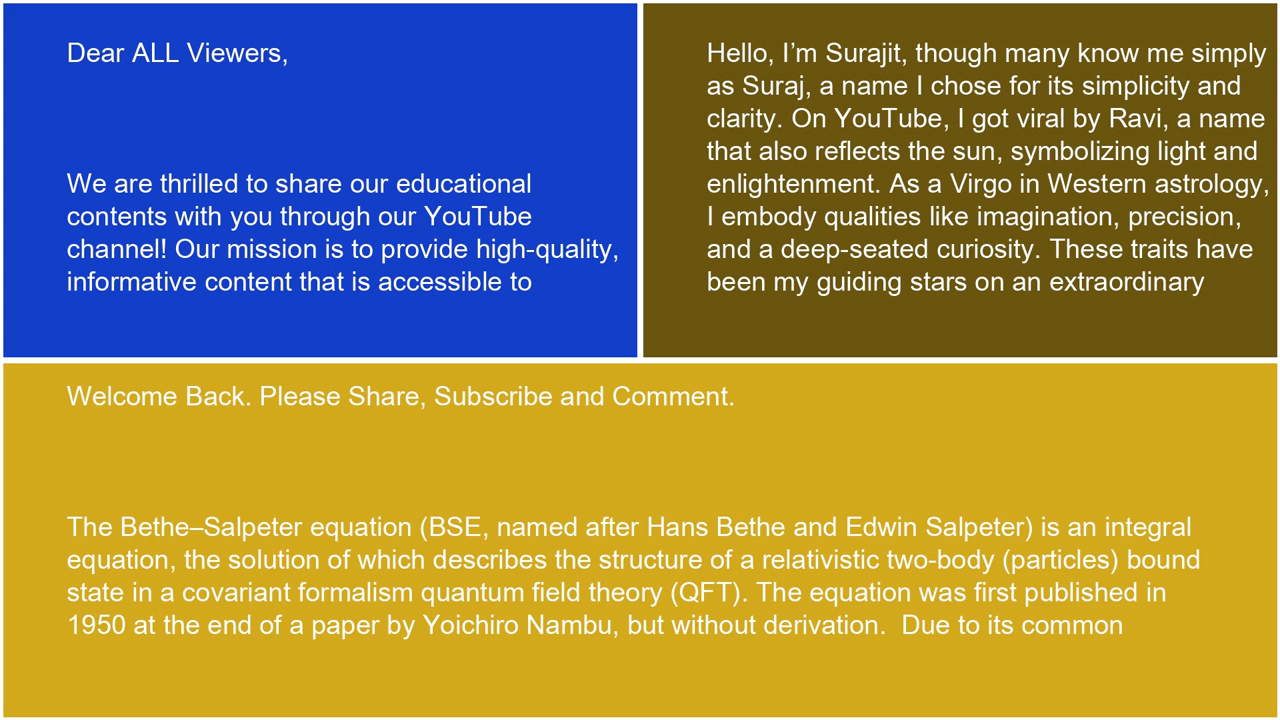 Dear ALL Viewers,
We are thrilled to share our educational
contents with you through our YouTube
channel! Our mission is to provide high-quality,
informative content that is accessible to
Hello, I’m Surajit, though many know me simply
as Suraj, a name I chose for its simplicity and
clarity. On YouTube, I got viral by Ravi, a name
that also reflects the sun, symbolizing light and
enlightenment. As a Virgo in Western astrology,
I embody qualities like imagination, precision,
and a deep-seated curiosity. These traits have
been my guiding stars on an extraordinary
Welcome Back. Please Share, Subscribe and Comment.
The Bethe–Salpeter equation (BSE, named after Hans Bethe and Edwin Salpeter) is an integral
equation, the solution of which describes the structure of a relativistic two-body (particles) bound
state in a covariant formalism quantum field theory (QFT). The equation was first published in
1950 at the end of a paper by Yoichiro Nambu, but without derivation.  Due to its common